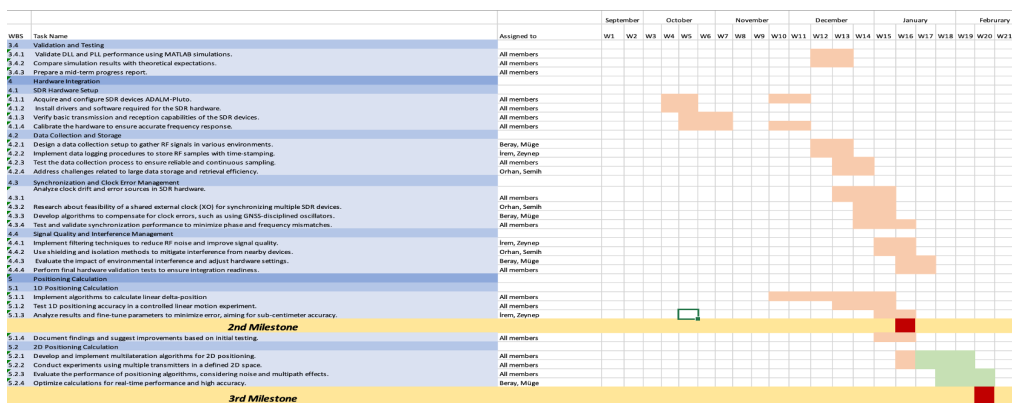 September October November December January Februrary
WBS Task Name Assigned to W1 W2 W3 W4 W5 W6 W7 W8 W9 W10 W11 W12 W13 W14 W15 W16 W17 W18 W19 W20 W21
3.4 Validation and Testing
3.4.1 Validate DLL and PLL performance using MATLAB simulations. All members
3.4.2 Compare simulation results with theoretical expectations. All members
3.4.3 Prepare a mid-term progress report. All members
4 Hardware Integration
4.1 SDR Hardware Setup
4.1.1 Acquire and configure SDR devices ADALM-Pluto. All members
4.1.2 Install drivers and software required for the SDR hardware. All members
4.1.3 Verify basic transmission and reception capabilities of the SDR devices. All members
4.1.4 Calibrate the hardware to ensure accurate frequency response. All members
4.2 Data Collection and Storage
4.2.1 Design a data collection setup to gather RF signals in various environments. Beray, Müge
4.2.2 Implement data logging procedures to store RF samples with time-stamping. İrem, Zeynep
4.2.3 Test the data collection process to ensure reliable and continuous sampling. All members
4.2.4 Address challenges related to large data storage and retrieval efficiency. Orhan, Semih
4.3 Synchronization and Clock Error Management
4.3.1 Analyze clock drift and error sources in SDR hardware. All members
4.3.2 Research about feasibility of a shared external clock (XO) for synchronizing multiple SDR devices. Orhan, Semih
4.3.3 Develop algorithms to compensate for clock errors, such as using GNSS-disciplined oscillators. Beray, Müge
4.3.4 Test and validate synchronization performance to minimize phase and frequency mismatches. All members
4.4 Signal Quality and Interference Management
4.4.1 Implement filtering techniques to reduce RF noise and improve signal quality. İrem, Zeynep
4.4.2 Use shielding and isolation methods to mitigate interference from nearby devices. Orhan, Semih
4.4.3 Evaluate the impact of environmental interference and adjust hardware settings. Beray, Müge
4.4.4 Perform final hardware validation tests to ensure integration readiness. All members
5 Positioning Calculation
5.1 1D Positioning Calculation
5.1.1 Implement algorithms to calculate linear delta-position All members
5.1.2 Test 1D positioning accuracy in a controlled linear motion experiment. All members
5.1.3 Analyze results and fine-tune parameters to minimize error, aiming for sub-centimeter accuracy. İrem, Zeynep
2nd Milestone
5.1.4 Document findings and suggest improvements based on initial testing. All members
5.2 2D Positioning Calculation
5.2.1 Develop and implement multilateration algorithms for 2D positioning. All members
5.2.2 Conduct experiments using multiple transmitters in a defined 2D space. All members
5.2.3 Evaluate the performance of positioning algorithms, considering noise and multipath effects. All members
5.2.4 Optimize calculations for real-time performance and high accuracy. Beray, Müge
3rd Milestone